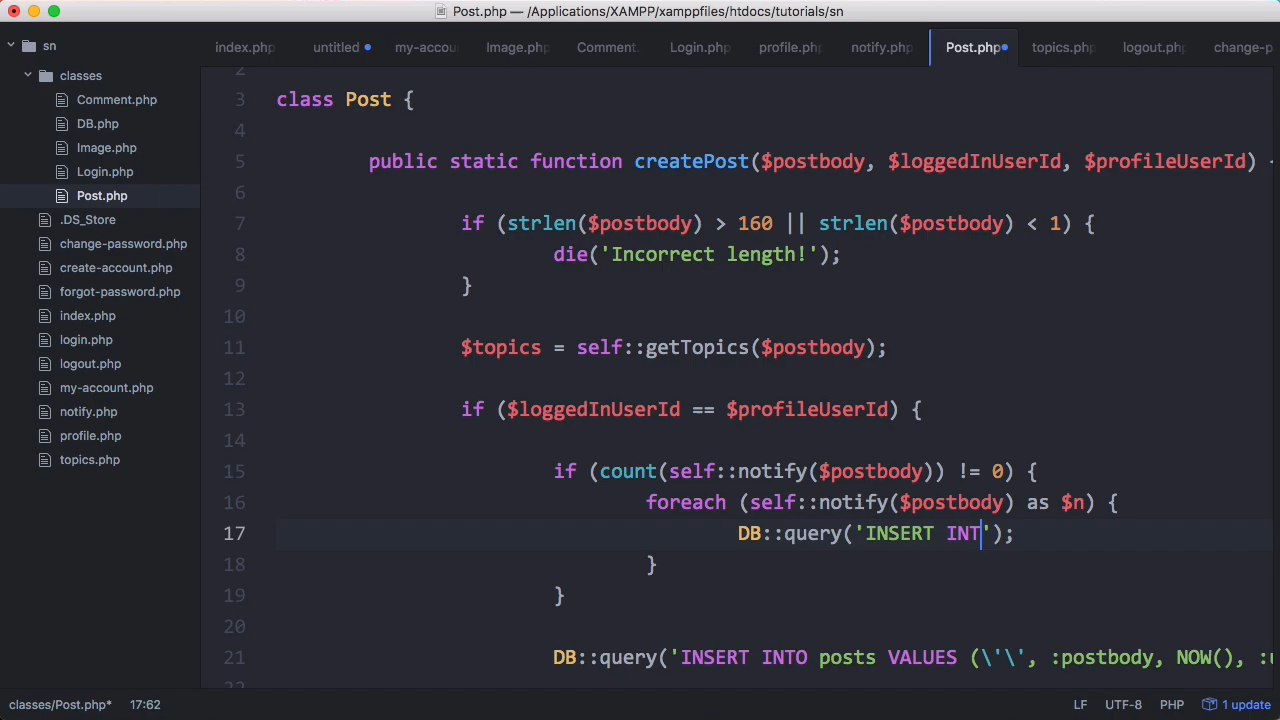 Post.php — /Applications/XAMPP/xamppfiles/htdocs/tutorials/sn
sn
classes
Comment.php
DB.php
Image.php
Login.php
Post.php
.DS_Store
change-password.php
create-account.php
forgot-password.php
index.php
login.php
logout.php
my-account.php
notify.php
profile.php
topics.php
index.php untitled my-accou Image.php Comment. Login.php profile.php notify.php Post.php topics.php logout.php change-p
2
3 class Post {
4
5 public static function createPost($postbody, $loggedInUserId, $profileUserId)
6
7 if (strlen($postbody) > 160 || strlen($postbody) < 1) {
8 die('Incorrect length!');
9 }
10
11 $topics = self::getTopics($postbody);
12
13 if ($loggedInUserId == $profileUserId) {
14
15 if (count(self::notify($postbody)) != 0) {
16 foreach (self::notify($postbody) as $n) {
17 DB::query('INSERT INT');
18 }
19 }
20
21 DB::query('INSERT INTO posts VALUES (\'\', :postbody, NOW(), :u
22
classes/Post.php* 17:62 LF UTF-8 PHP 1 update